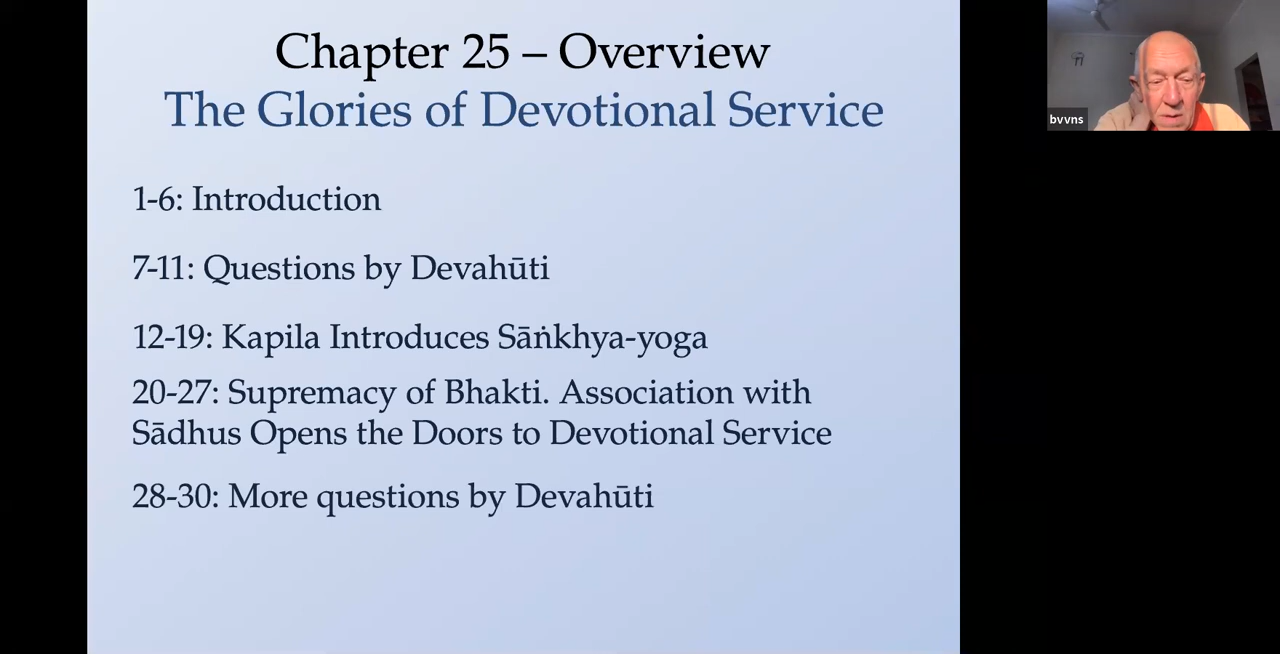 Chapter 25 – Overview
The Glories of Devotional Service
1-6: Introduction
7-11: Questions by Devahūti
12-19: Kapila Introduces Sāṅkhya-yoga
20-27: Supremacy of Bhakti. Association with
Sādhus Opens the Doors to Devotional Service
28-30: More questions by Devahūti
bvvns